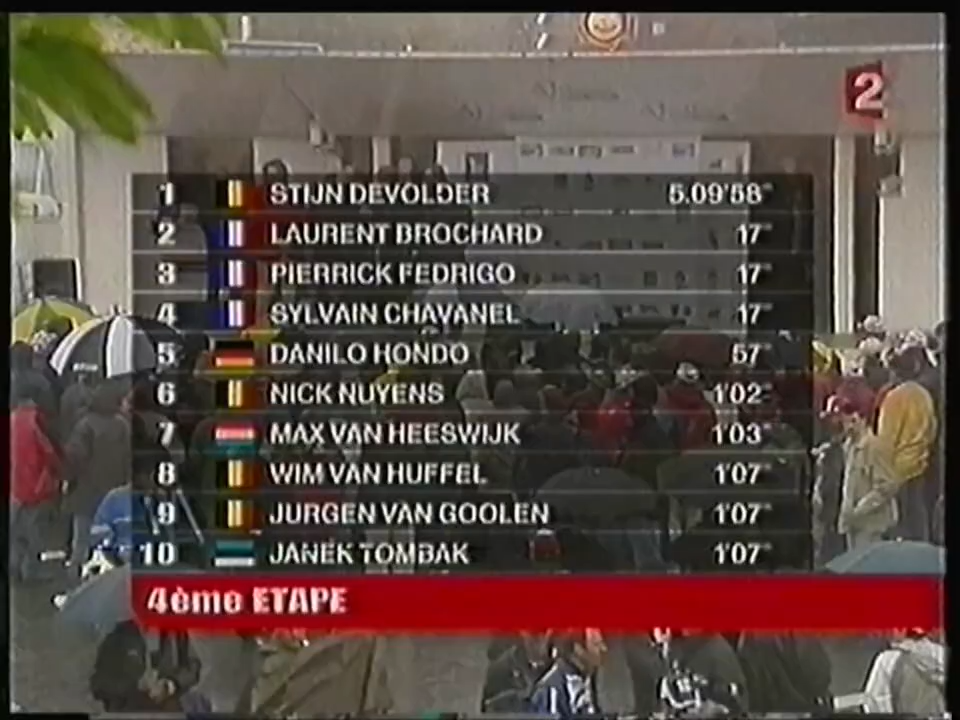 2
1 STIJN DEVOLDER 5.09'58"
2 LAURENT BROCHARD 17"
3 PIERRICK FEDRIGO 17"
4 SYLVAIN CHAVANEL 17"
5 DANILO HONDO 57"
6 NICK NUYENS 1'02"
7 MAX VAN HEESWIJK 1'03"
8 WIM VAN HUFFEL 1'07"
9 JURGEN VAN GOOLEN 1'07"
10 JANEK TOMBAK 1'07"
4ème ETAPE